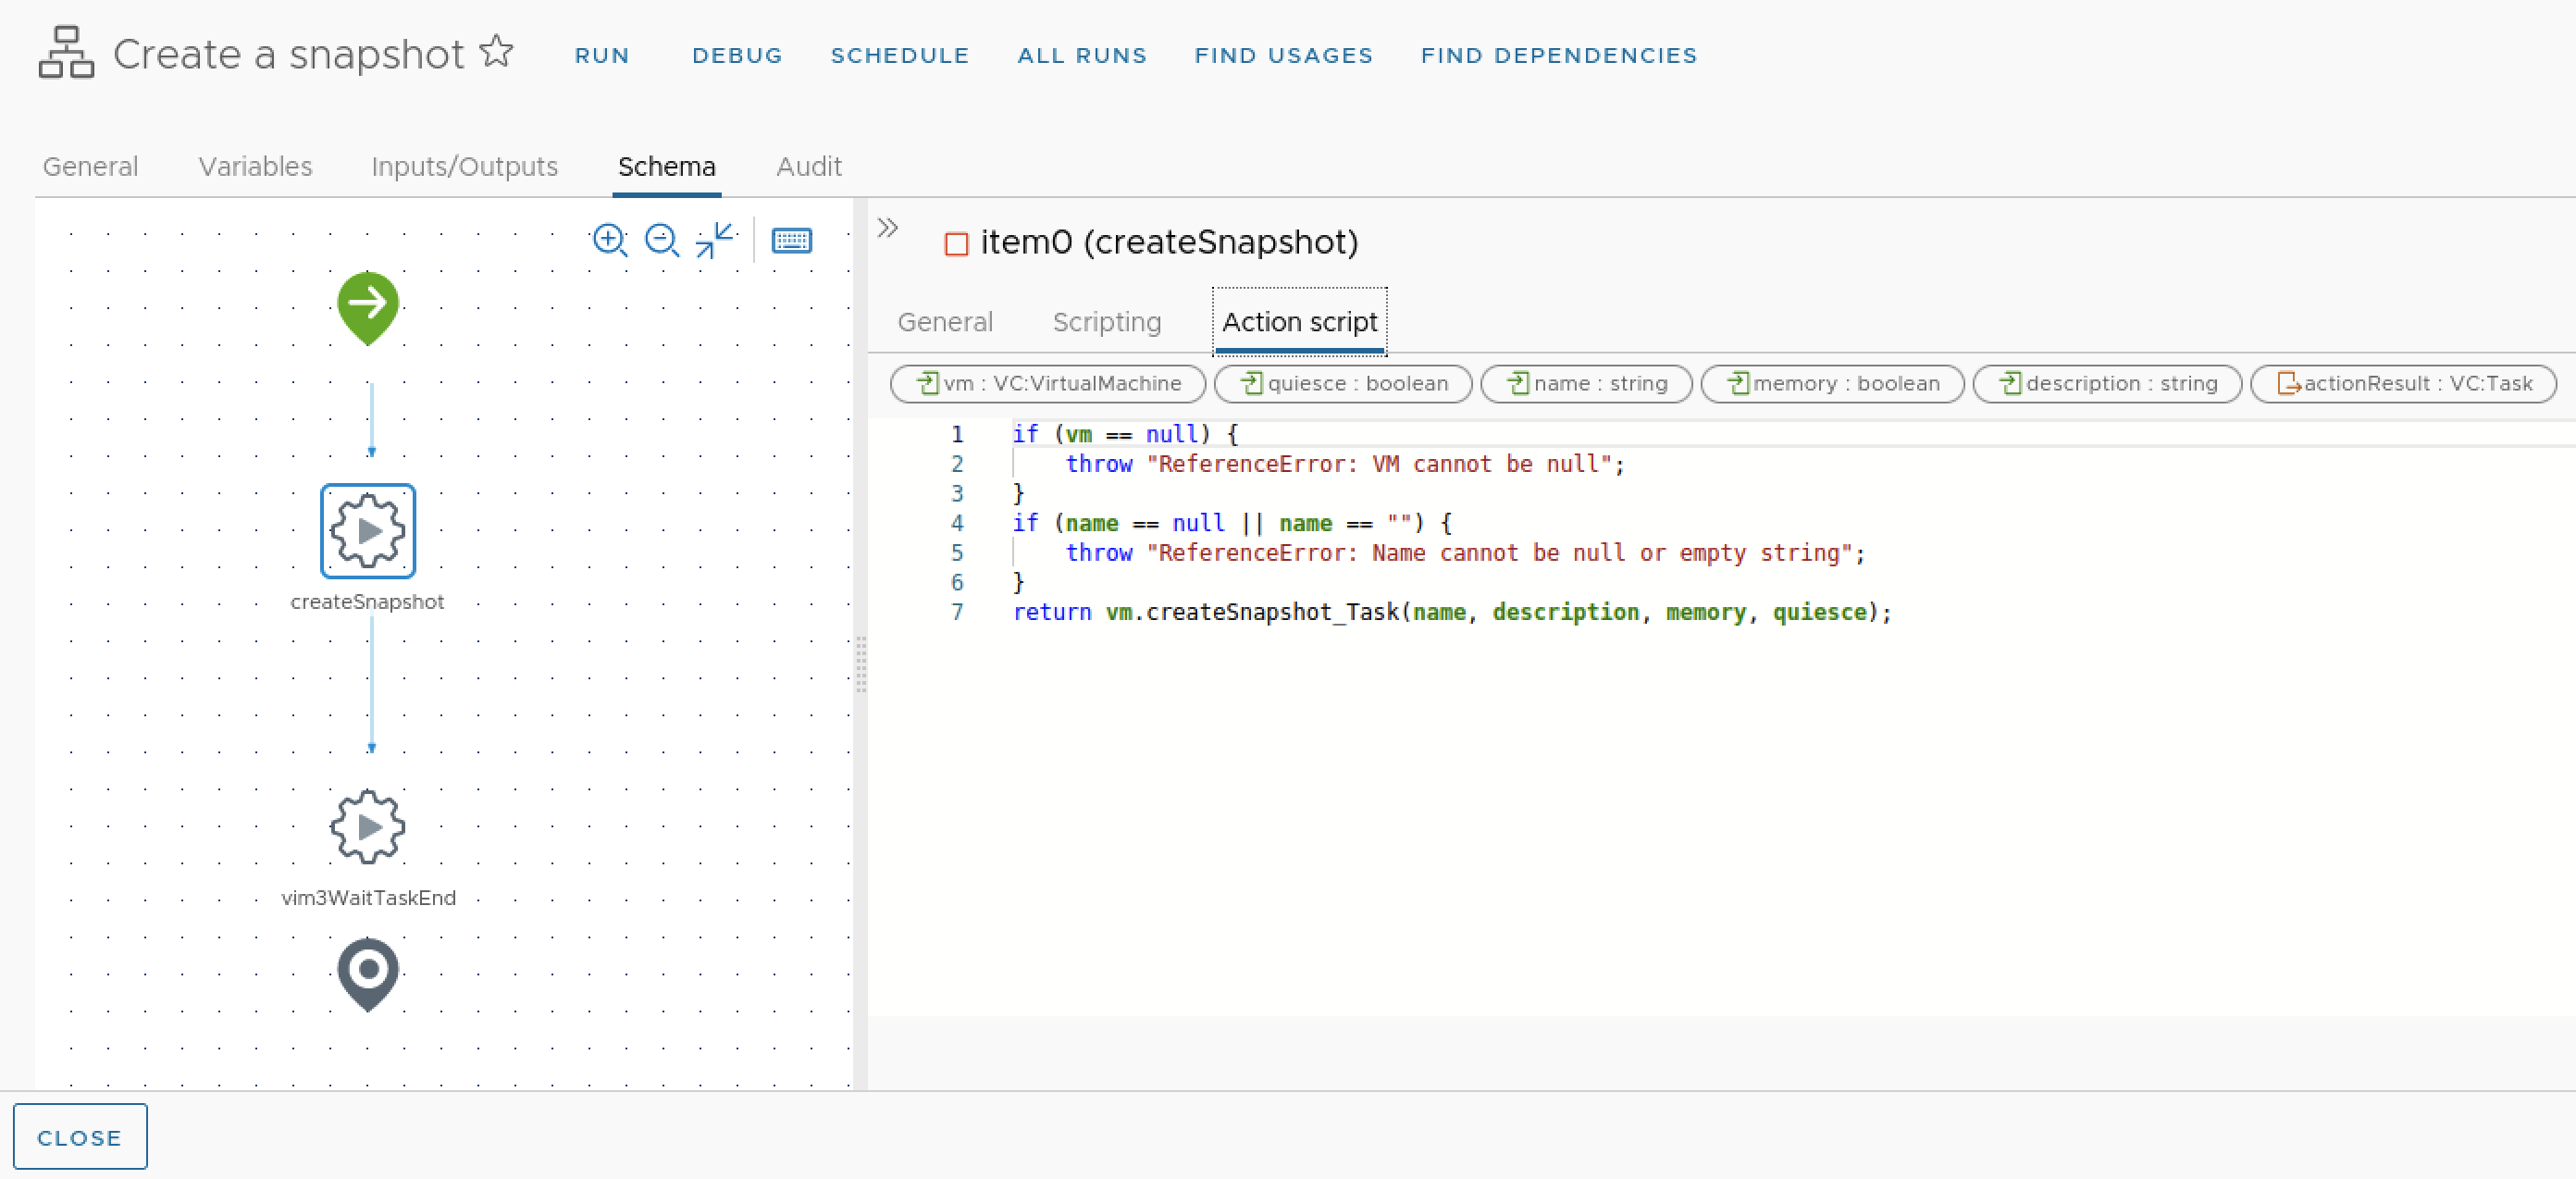 Create a snapshot RUN DEBUG SCHEDULE ALL RUNS FIND USAGES FIND DEPENDENCIES
General Variables Inputs/Outputs Schema Audit
createSnapshot
vim3WaitTaskEnd
item0 (createSnapshot)
General Scripting Action script
vm : VC:VirtualMachine quiesce : boolean name : string memory : boolean description : string actionResult : VC:Task
1 if (vm == null) {
2     throw "ReferenceError: VM cannot be null";
3 }
4 if (name == null || name == "") {
5     throw "ReferenceError: Name cannot be null or empty string";
6 }
7 return vm.createSnapshot_Task(name, description, memory, quiesce);
CLOSE